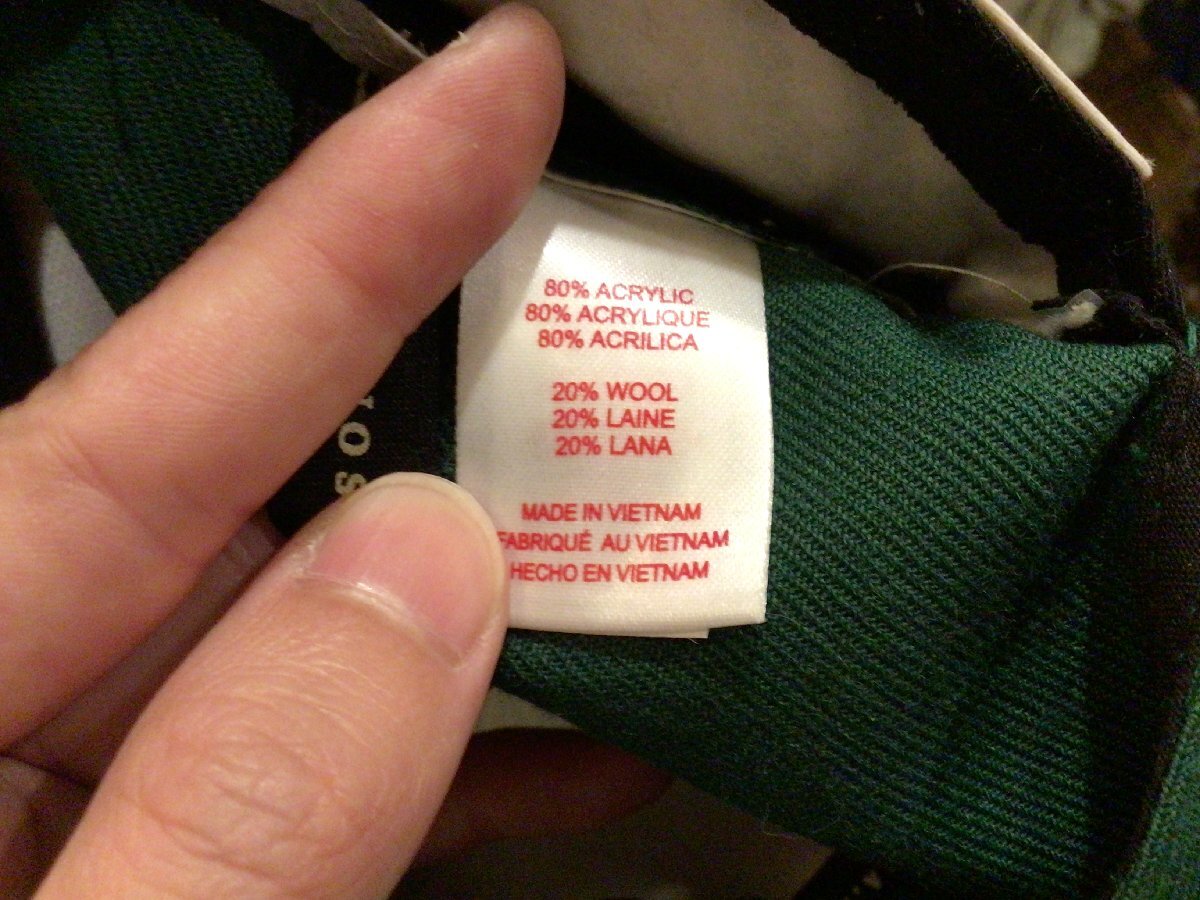 80% ACRYLIC
80% ACRYLIQUE
80% ACRILICA
20% WOOL
20% LAINE
20% LANA
MADE IN VIETNAM
FABRIQUÉ AU VIETNAM
HECHO EN VIETNAM